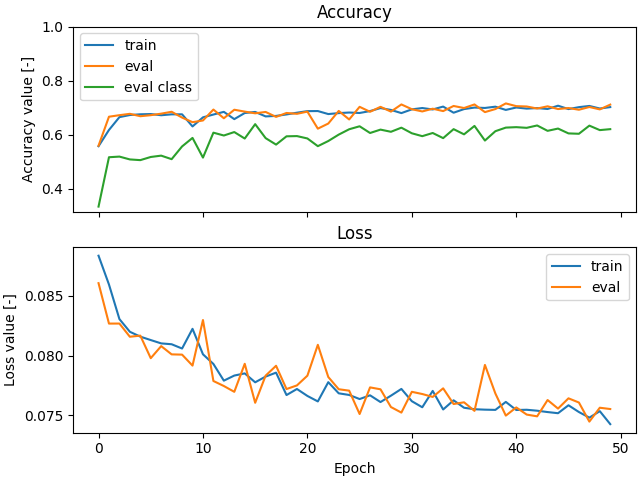 Accuracy
1.0
0.8
0.6
0.4
Accuracy value [-]
train
eval
eval class
Loss
0.085
0.080
0.075
Loss value [-]
train
eval
0 10 20 30 40 50
Epoch